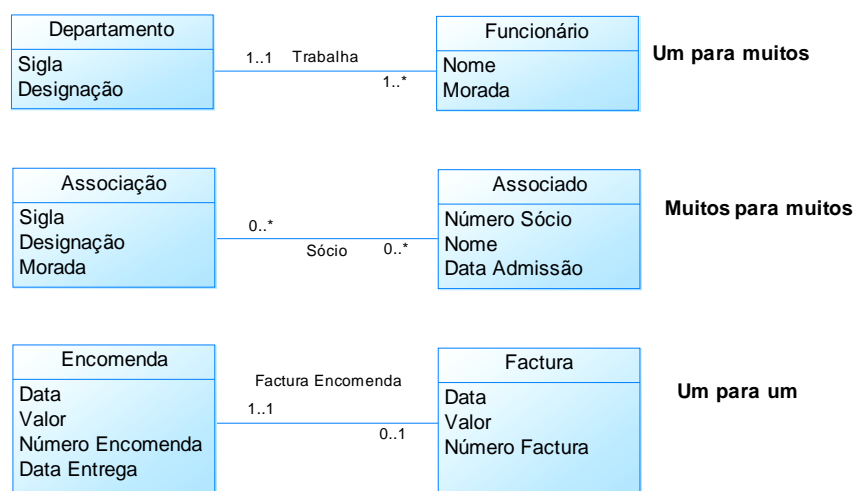 Departamento
Sigla
Designação
1..1 Trabalha
1..*
Funcionário
Nome
Morada
Um para muitos
Associação
Sigla
Designação
Morada
0..*
Sócio 0..*
Associado
Número Sócio
Nome
Data Admissão
Muitos para muitos
Encomenda
Data
Valor
Número Encomenda
Data Entrega
Factura Encomenda
1..1
0..1
Factura
Data
Valor
Número Factura
Um para um